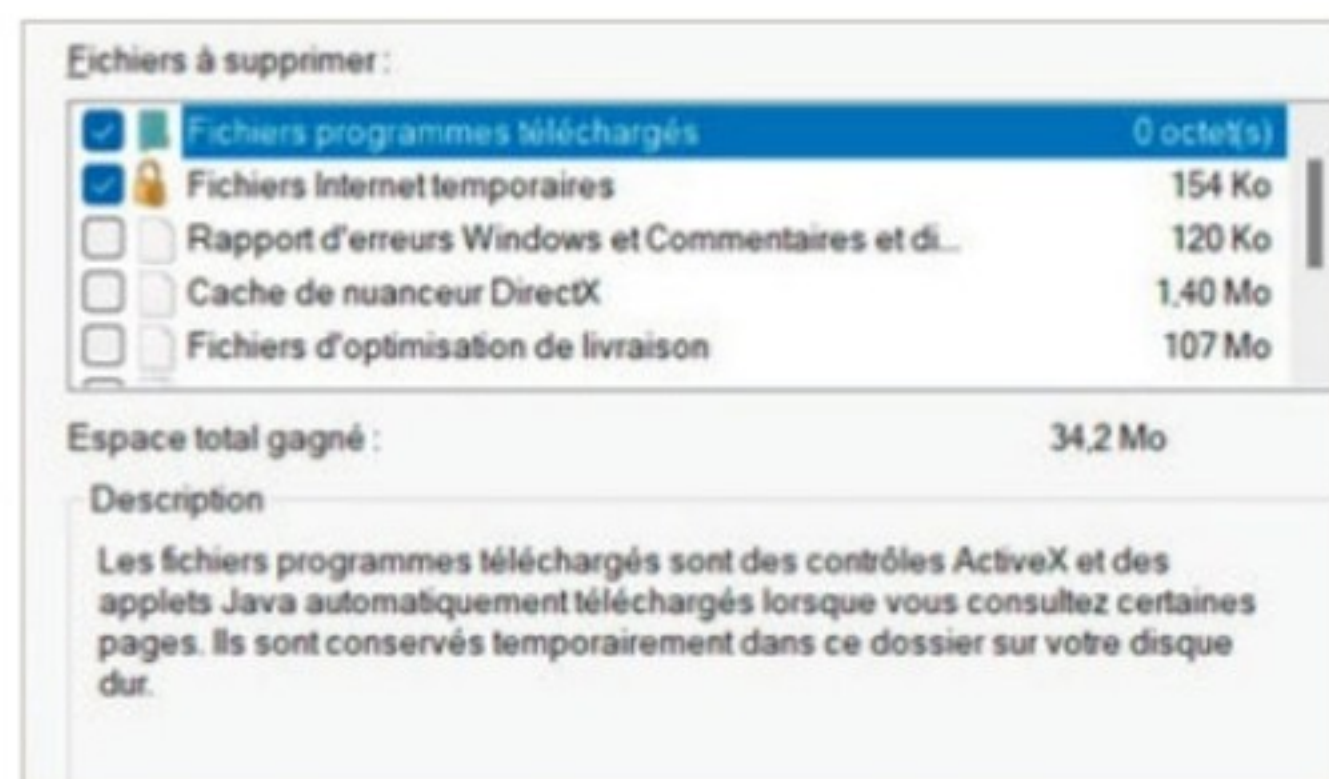 Fichiers à supprimer :
Fichiers programmes téléchargés 0 octet(s)
Fichiers Internet temporaires 154 Ko
Rapport d'erreurs Windows et Commentaires et di...
120 Ko
Cache de nuanceur DirectX 1,40 Mo
Fichiers d'optimisation de livraison 107 Mo
Espace total gagné : 34,2 Mo
Description
Les fichiers programmes téléchargés sont des contrôles ActiveX et des
applets Java automatiquement téléchargés lorsque vous consultez certaines
pages. Ils sont conservés temporairement dans ce dossier sur votre disque
dur.